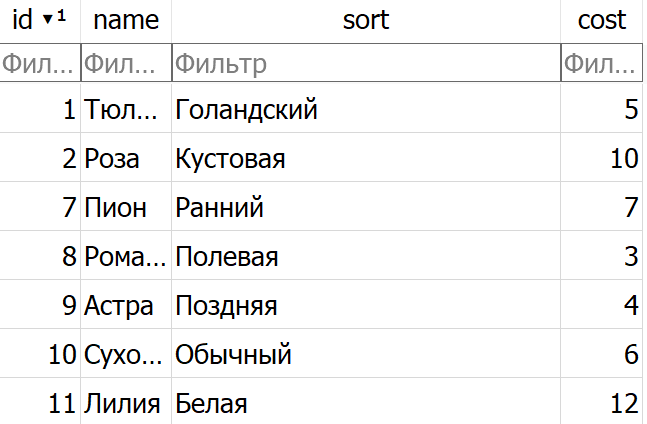 id ▾1 name sort cost
Фил... Фил... Фильтр Фил...
1 Тюл... Голандский 5
2 Роза Кустовая 10
7 Пион Ранний 7
8 Рома... Полевая 3
9 Астра Поздняя 4
10 Сухо... Обычный 6
11 Лилия Белая 12